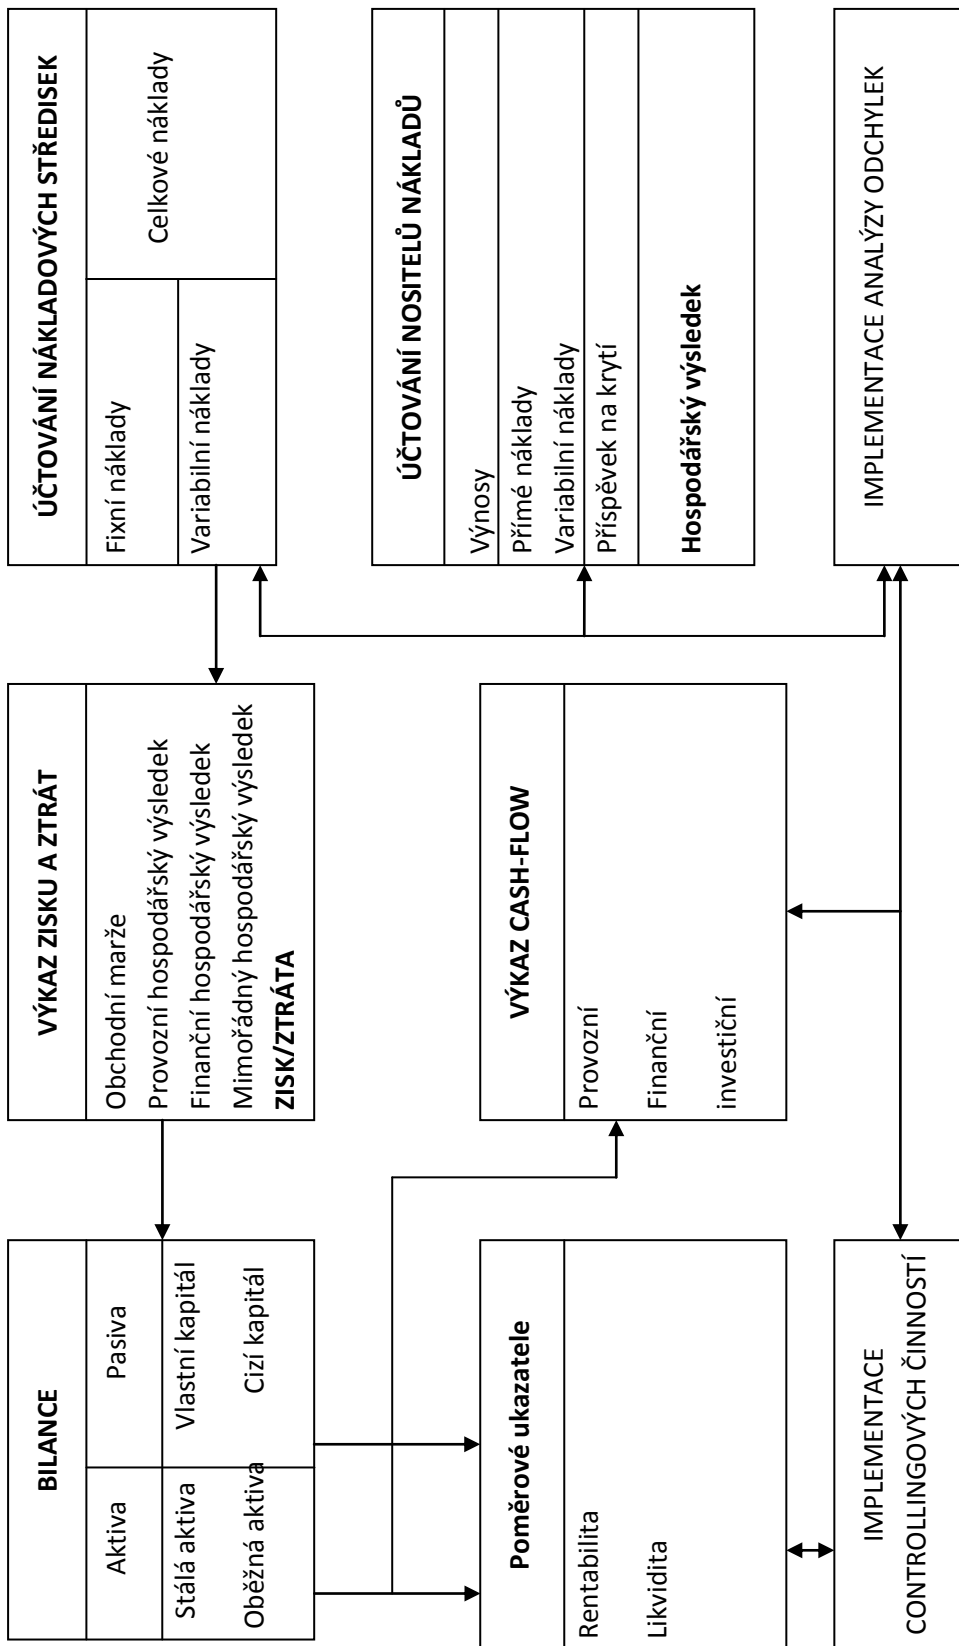 BILANCE
Aktiva Pasiva
Stálá aktiva Vlastní kapitál
Oběžná aktiva Cizí kapitál
VÝKAZ ZISKU A ZTRÁT
Obchodní marže
Provozní hospodářský výsledek
Finanční hospodářský výsledek
Mimořádný hospodářský výsledek
ZISK/ZTRÁTA
ÚČTOVÁNÍ NÁKLADOVÝCH STŘEDISEK
Fixní náklady
Celkové náklady
Variabilní náklady
Poměrové ukazatele
Rentabilita
Likvidita
VÝKAZ CASH-FLOW
Provozní
Finanční
investiční
ÚČTOVÁNÍ NOSITELŮ NÁKLADŮ
Výnosy
Přímé náklady
Variabilní náklady
Příspěvek na krytí
Hospodářský výsledek
IMPLEMENTACE
CONTROLLINGOVÝCH ČINNOSTÍ
IMPLEMENTACE ANALÝZY ODCHYLEK